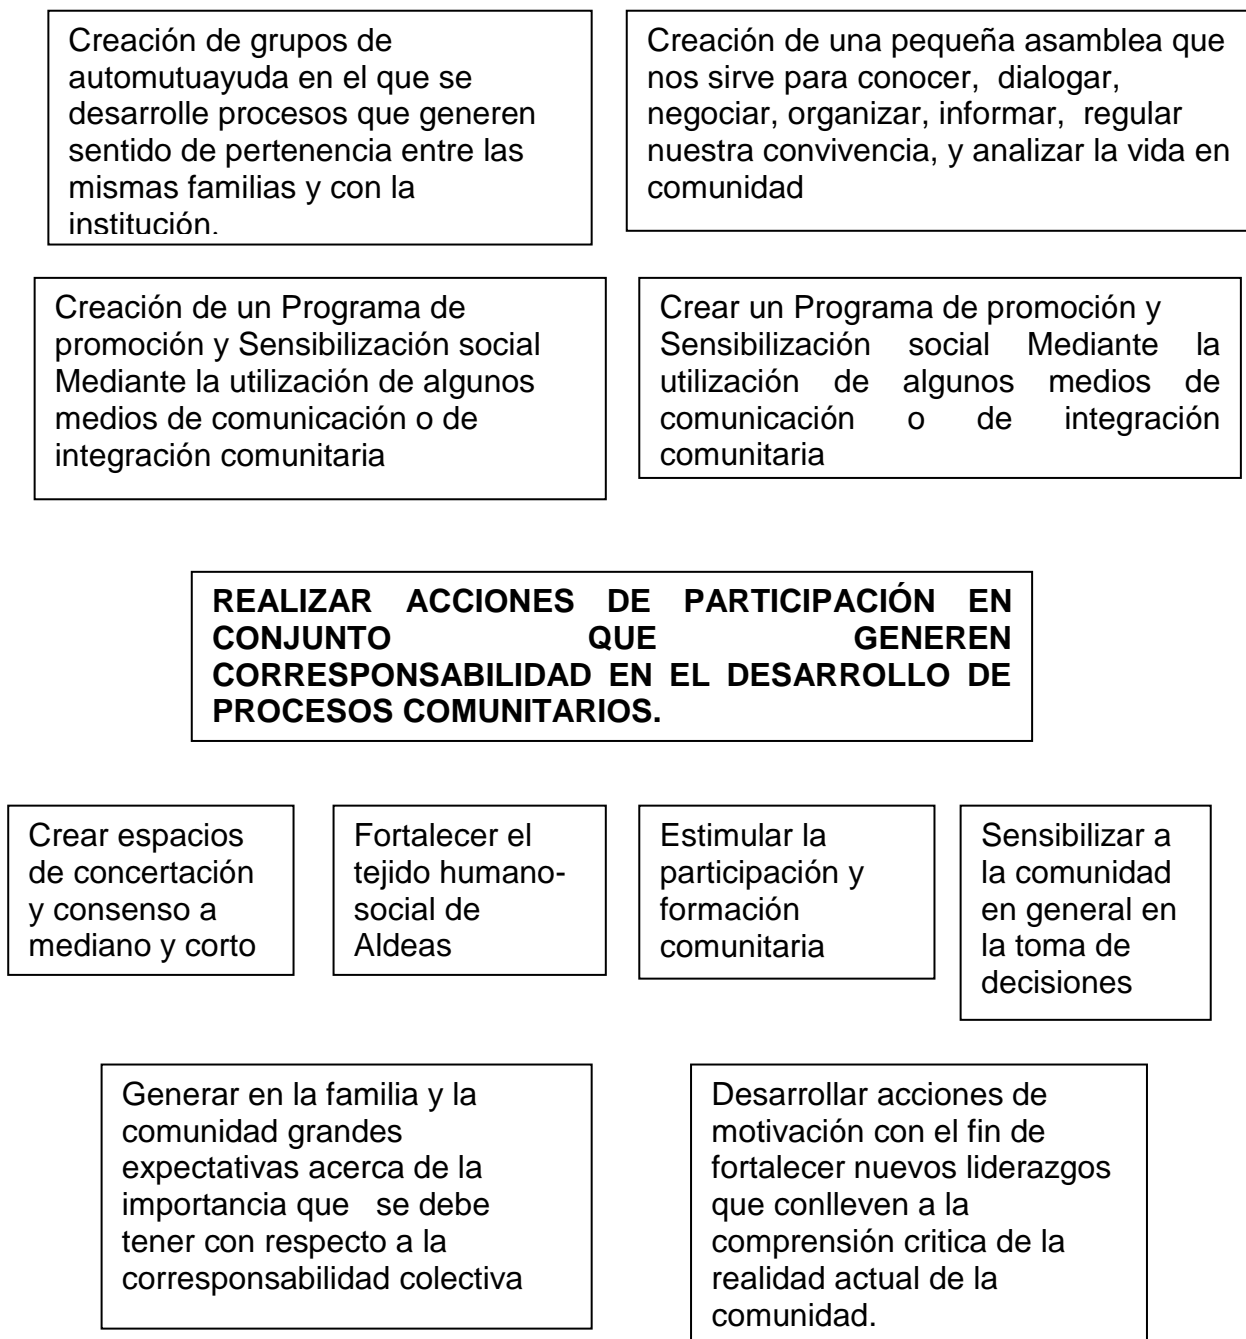 Creación de grupos de
automutuayuda en el que se
desarrolle procesos que generen
sentido de pertenencia entre las
mismas familias y con la
institución.
Creación de una pequeña asamblea que
nos sirve para conocer, dialogar,
negociar, organizar, informar, regular
nuestra convivencia, y analizar la vida en
comunidad
Creación de un Programa de
promoción y Sensibilización social
Mediante la utilización de algunos
medios de comunicación o de
integración comunitaria
Crear un Programa de promoción y
Sensibilización social Mediante la
utilización de algunos medios de
comunicación o de integración
comunitaria
REALIZAR ACCIONES DE PARTICIPACIÓN EN
CONJUNTO QUE GENEREN
CORRESPONSABILIDAD EN EL DESARROLLO DE
PROCESOS COMUNITARIOS.
Crear espacios
de concertación
y consenso a
mediano y corto
Fortalecer el
tejido humano-
social de
Aldeas
Estimular la
participación y
formación
comunitaria
Sensibilizar a
la comunidad
en general en
la toma de
decisiones
Generar en la familia y la
comunidad grandes
expectativas acerca de la
importancia que se debe
tener con respecto a la
corresponsabilidad colectiva
Desarrollar acciones de
motivación con el fin de
fortalecer nuevos liderazgos
que conlleven a la
comprensión critica de la
realidad actual de la
comunidad.